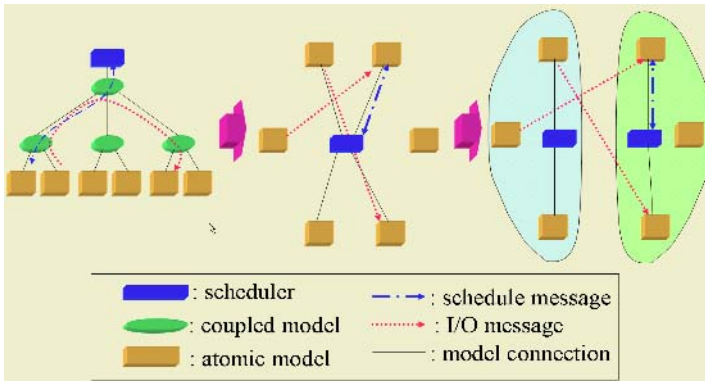 : scheduler
: coupled model
: atomic model
: schedule message
: I/O message
: model connection